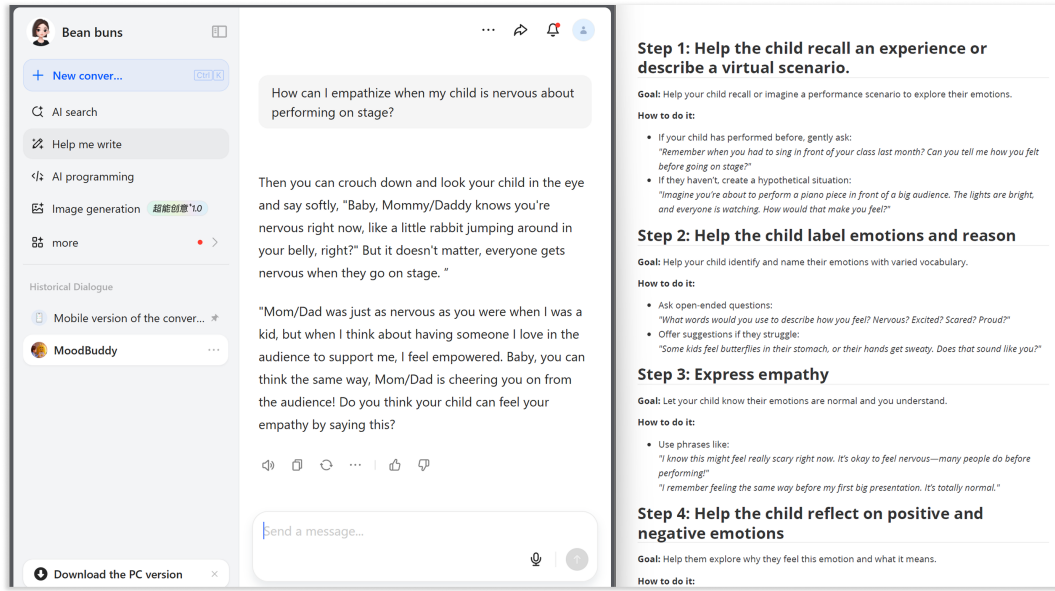 Bean buns
+ New conver... Ctrl K
AI search
Help me write
AI programming
Image generation 超能创意 1.0
more
Historical Dialogue
Mobile version of the conver...
MoodBuddy
Download the PC version
How can I empathize when my child is nervous about
performing on stage?
Then you can crouch down and look your child in the eye
and say softly, "Baby, Mommy/Daddy knows you're
nervous right now, like a little rabbit jumping around in
your belly, right?" But it doesn't matter, everyone gets
nervous when they go on stage. "
"Mom/Dad was just as nervous as you were when I was a
kid, but when I think about having someone I love in the
audience to support me, I feel empowered. Baby, you can
think the same way, Mom/Dad is cheering you on from
the audience! Do you think your child can feel your
empathy by saying this?
Send a message...
Step 1: Help the child recall an experience or
describe a virtual scenario.
Goal: Help your child recall or imagine a performance scenario to explore their emotions.
How to do it:
• If your child has performed before, gently ask:
"Remember when you had to sing in front of your class last month? Can you tell me how you felt
before going on stage?"
• If they haven't, create a hypothetical situation:
"Imagine you're about to perform a piano piece in front of a big audience. The lights are bright,
and everyone is watching. How would that make you feel?"
Step 2: Help the child label emotions and reason
Goal: Help your child identify and name their emotions with varied vocabulary.
How to do it:
• Ask open-ended questions:
"What words would you use to describe how you feel? Nervous? Excited? Scared? Proud?"
• Offer suggestions if they struggle:
"Some kids feel butterflies in their stomach, or their hands get sweaty. Does that sound like you?"
Step 3: Express empathy
Goal: Let your child know their emotions are normal and you understand.
How to do it:
• Use phrases like:
"I know this might feel really scary right now. It's okay to feel nervous—many people do before
performing!"
"I remember feeling the same way before my first big presentation. It's totally normal."
Step 4: Help the child reflect on positive and
negative emotions
Goal: Help them explore why they feel this emotion and what it means.
How to do it: